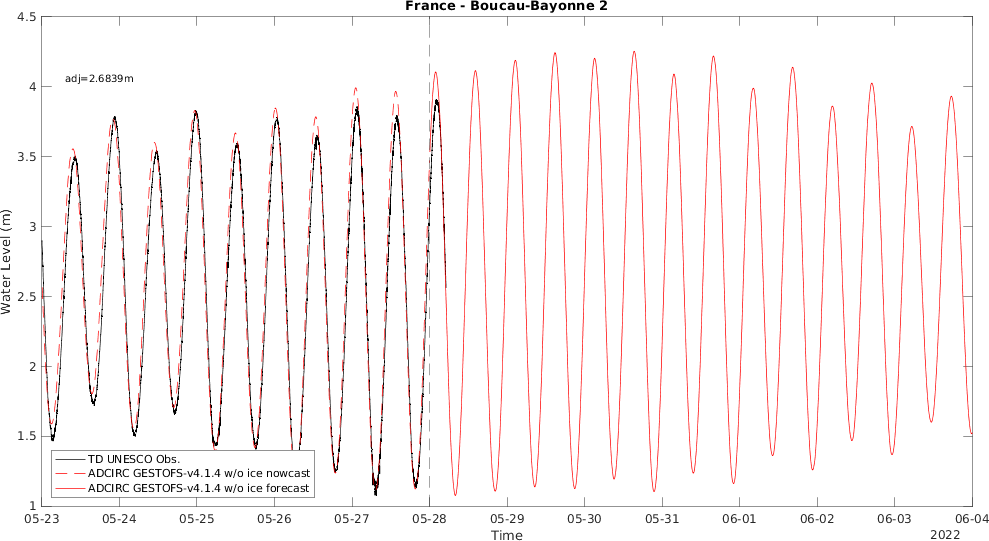 France - Boucau-Bayonne 2
4.5
4
3.5
3
2.5
2
1.5
1
Water Level (m)
adj=2.6839m
TD UNESCO Obs.
ADCIRC GESTOFS-v4.1.4 w/o ice nowcast
ADCIRC GESTOFS-v4.1.4 w/o ice forecast
05-23 05-24 05-25 05-26 05-27 05-28 05-29 05-30 05-31 06-01 06-02 06-03 06-04
Time
2022